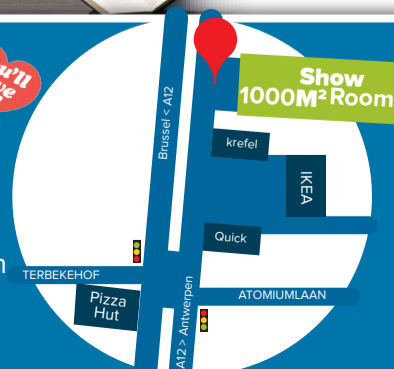 Show
1000M² Room
Brussel < A12
krefel
IKEA
Quick
TERBEKEHOF
Pizza
Hut
ATOMIUMLAAN
A12 > Antwerpen